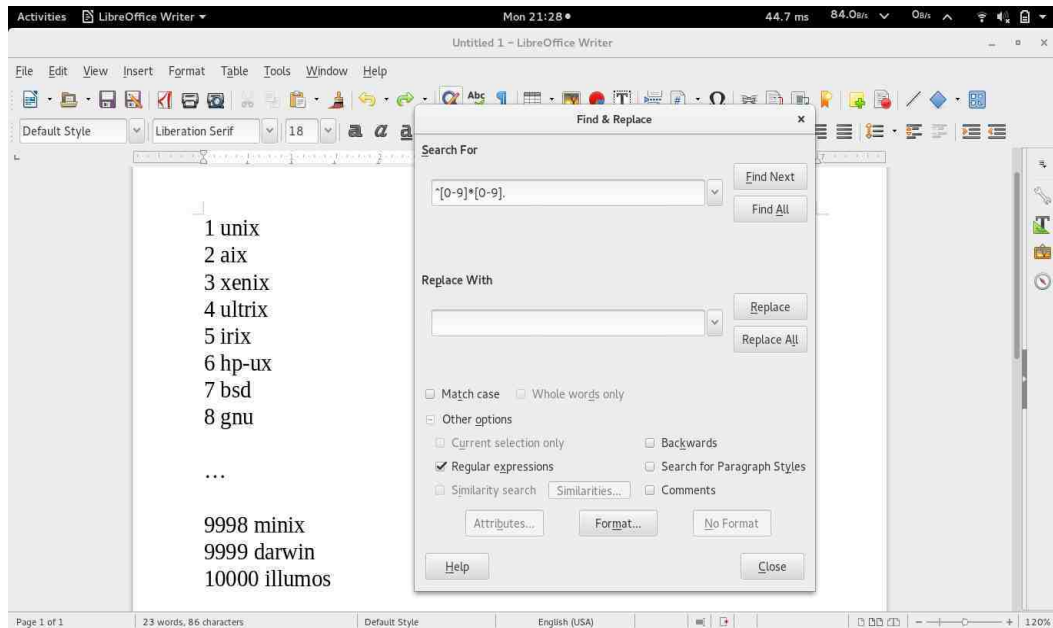 Activities LibreOffice Writer Mon 21:28 44.7 ms 84.0B/s 0B/s
Untitled 1 – LibreOffice Writer
File Edit View Insert Format Table Tools Window Help
Default Style Liberation Serif 18
Find & Replace
Search For
^[0-9]*[0-9].
Find Next
Find All
Replace With
Replace
Replace All
Match case Whole words only
Other options
Current selection only Backwards
Regular expressions Search for Paragraph Styles
Similarity search Similarities... Comments
Attributes... Format... No Format
Help Close
1 unix
2 aix
3 xenix
4 ultrix
5 irix
6 hp-ux
7 bsd
8 gnu
…
9998 minix
9999 darwin
10000 illumos
Page 1 of 1 23 words, 86 characters Default Style English (USA) 120%